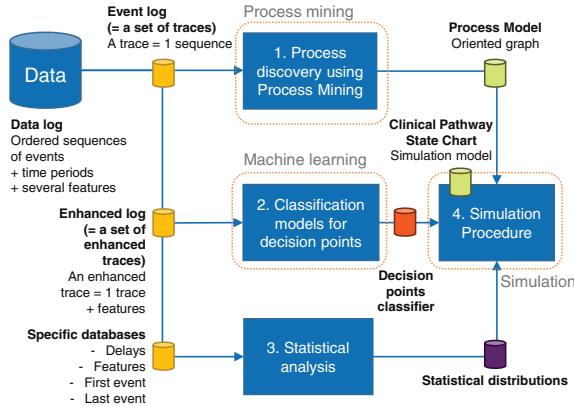 Event log
(= a set of traces)
A trace = 1 sequence
Process mining
Process Model
Oriented graph
Data
1. Process
discovery using
Process Mining
Data log
Ordered sequences
of events
+ time periods
+ several features
Clinical Pathway
State Chart
Simulation model
Machine learning
Enhanced log
(= a set of
enhanced
traces)
An enhanced
trace = 1 trace
+ features
2. Classification
models for
decision points
4. Simulation
Procedure
Decision
points
classifier
Simulation
Specific databases
- Delays
- Features
- First event
- Last event
3. Statistical
analysis
Statistical distributions